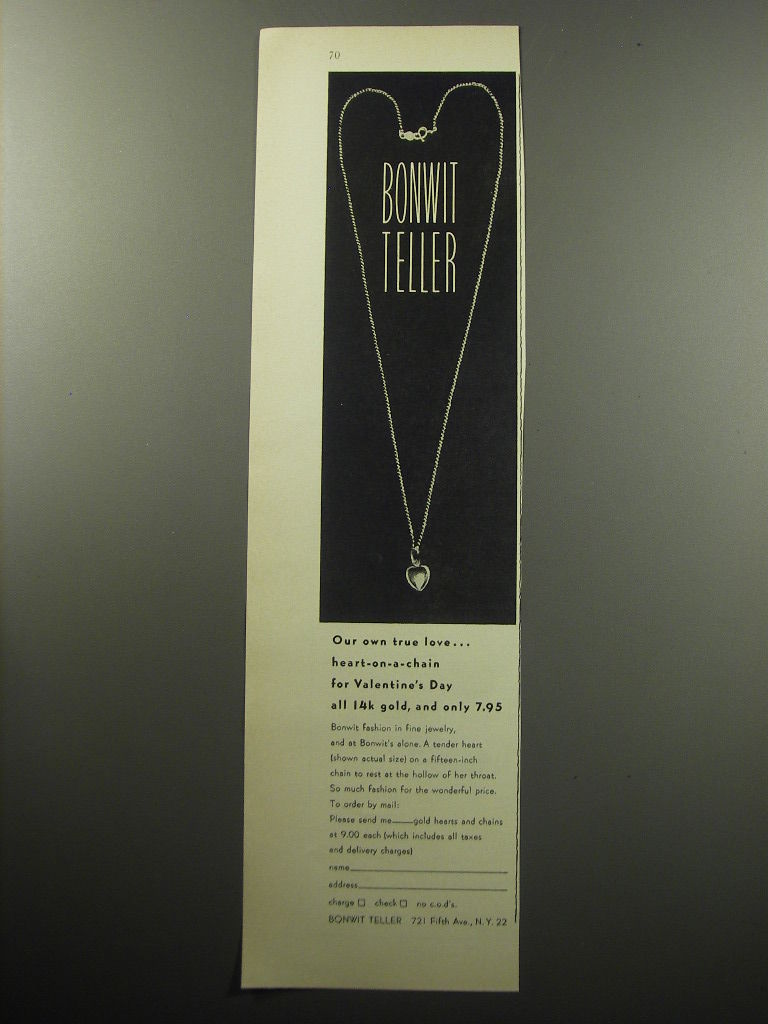 70
BONWIT
TELLER
Our own true love...
heart-on-a-chain
for Valentine's Day
all 14k gold, and only 7.95
Bonwit fashion in fine jewelry,
and at Bonwit's alone. A tender heart
(shown actual size) on a fifteen-inch
chain to rest at the hollow of her throat.
So much fashion for the wonderful price.
To order by mail:
Please send me____gold hearts and chains
at 9.00 each (which includes all taxes
and delivery charges)
name
address
charge □ check □ no c.o.d's.
BONWIT TELLER 721 Fifth Ave., N.Y. 22